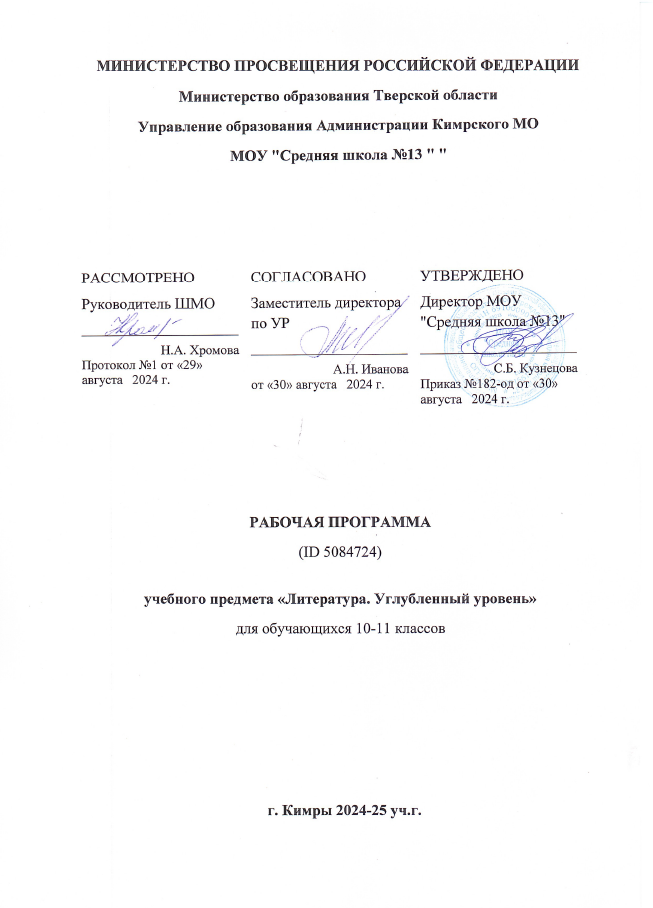 МИНИСТЕРСТВО ПРОСВЕЩЕНИЯ РОССИЙСКОЙ ФЕДЕРАЦИИ
Министерство образования Тверской области
Управление образования Администрации Кимрского МО
МОУ "Средняя школа №13 " "
РАССМОТРЕНО
Руководитель ШМО
Н.А. Хромова
Протокол №1 от «29»
августа 2024 г.
СОГЛАСОВАНО
Заместитель директора
по УР
А.Н. Иванова
от «30» августа 2024 г.
УТВЕРЖДЕНО
Директор МОУ
"Средняя школа №13"
С.Б. Кузнецова
Приказ №182-од от «30»
августа 2024 г.
РАБОЧАЯ ПРОГРАММА
(ID 5084724)
учебного предмета «Литература. Углубленный уровень»
для обучающихся 10-11 классов
г. Кимры 2024-25 уч.г.